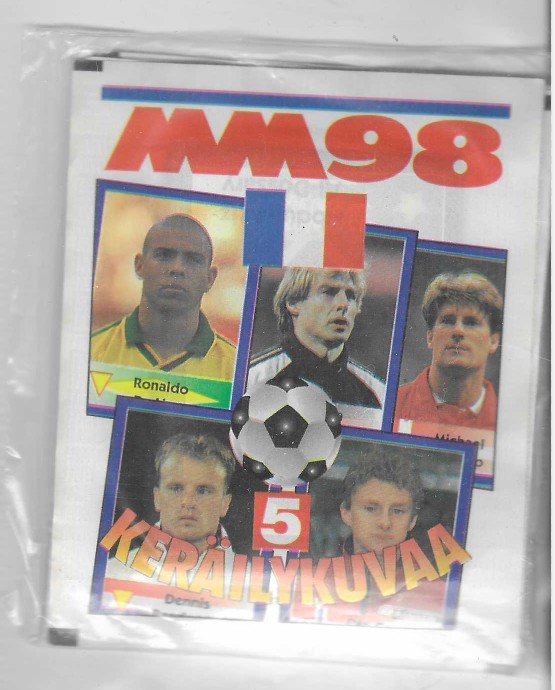 MM98
Ronaldo
Michael
5
KERÄILYKUVAA
Dennis